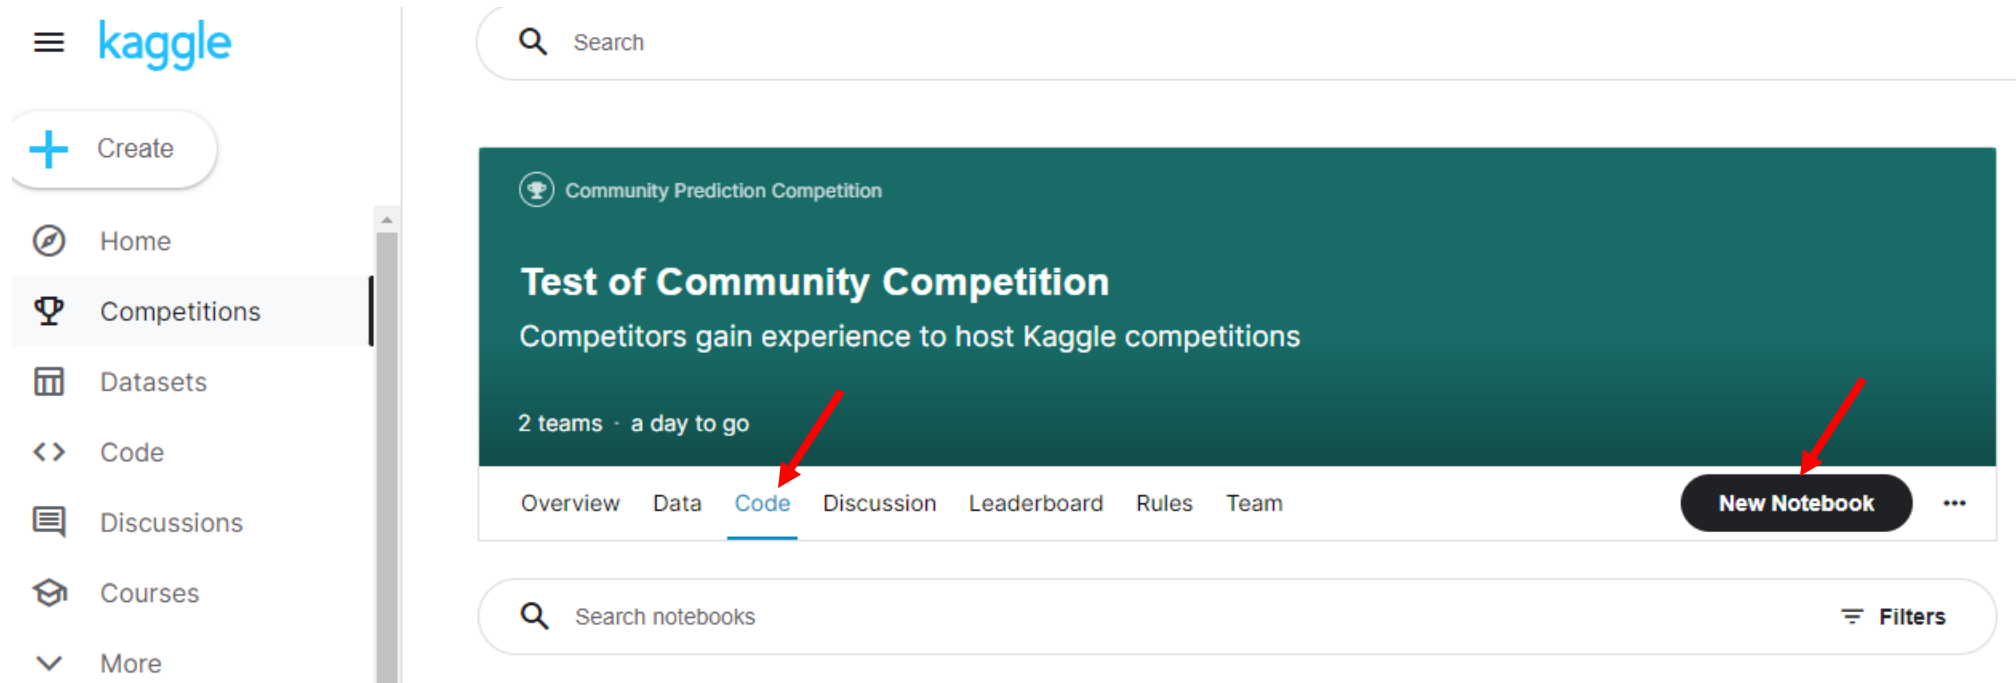 kaggle
Search
Create
Home
Competitions
Datasets
Code
Discussions
Courses
More
Community Prediction Competition
Test of Community Competition
Competitors gain experience to host Kaggle competitions
2 teams · a day to go
Overview Data Code Discussion Leaderboard Rules Team New Notebook ...
Search notebooks Filters